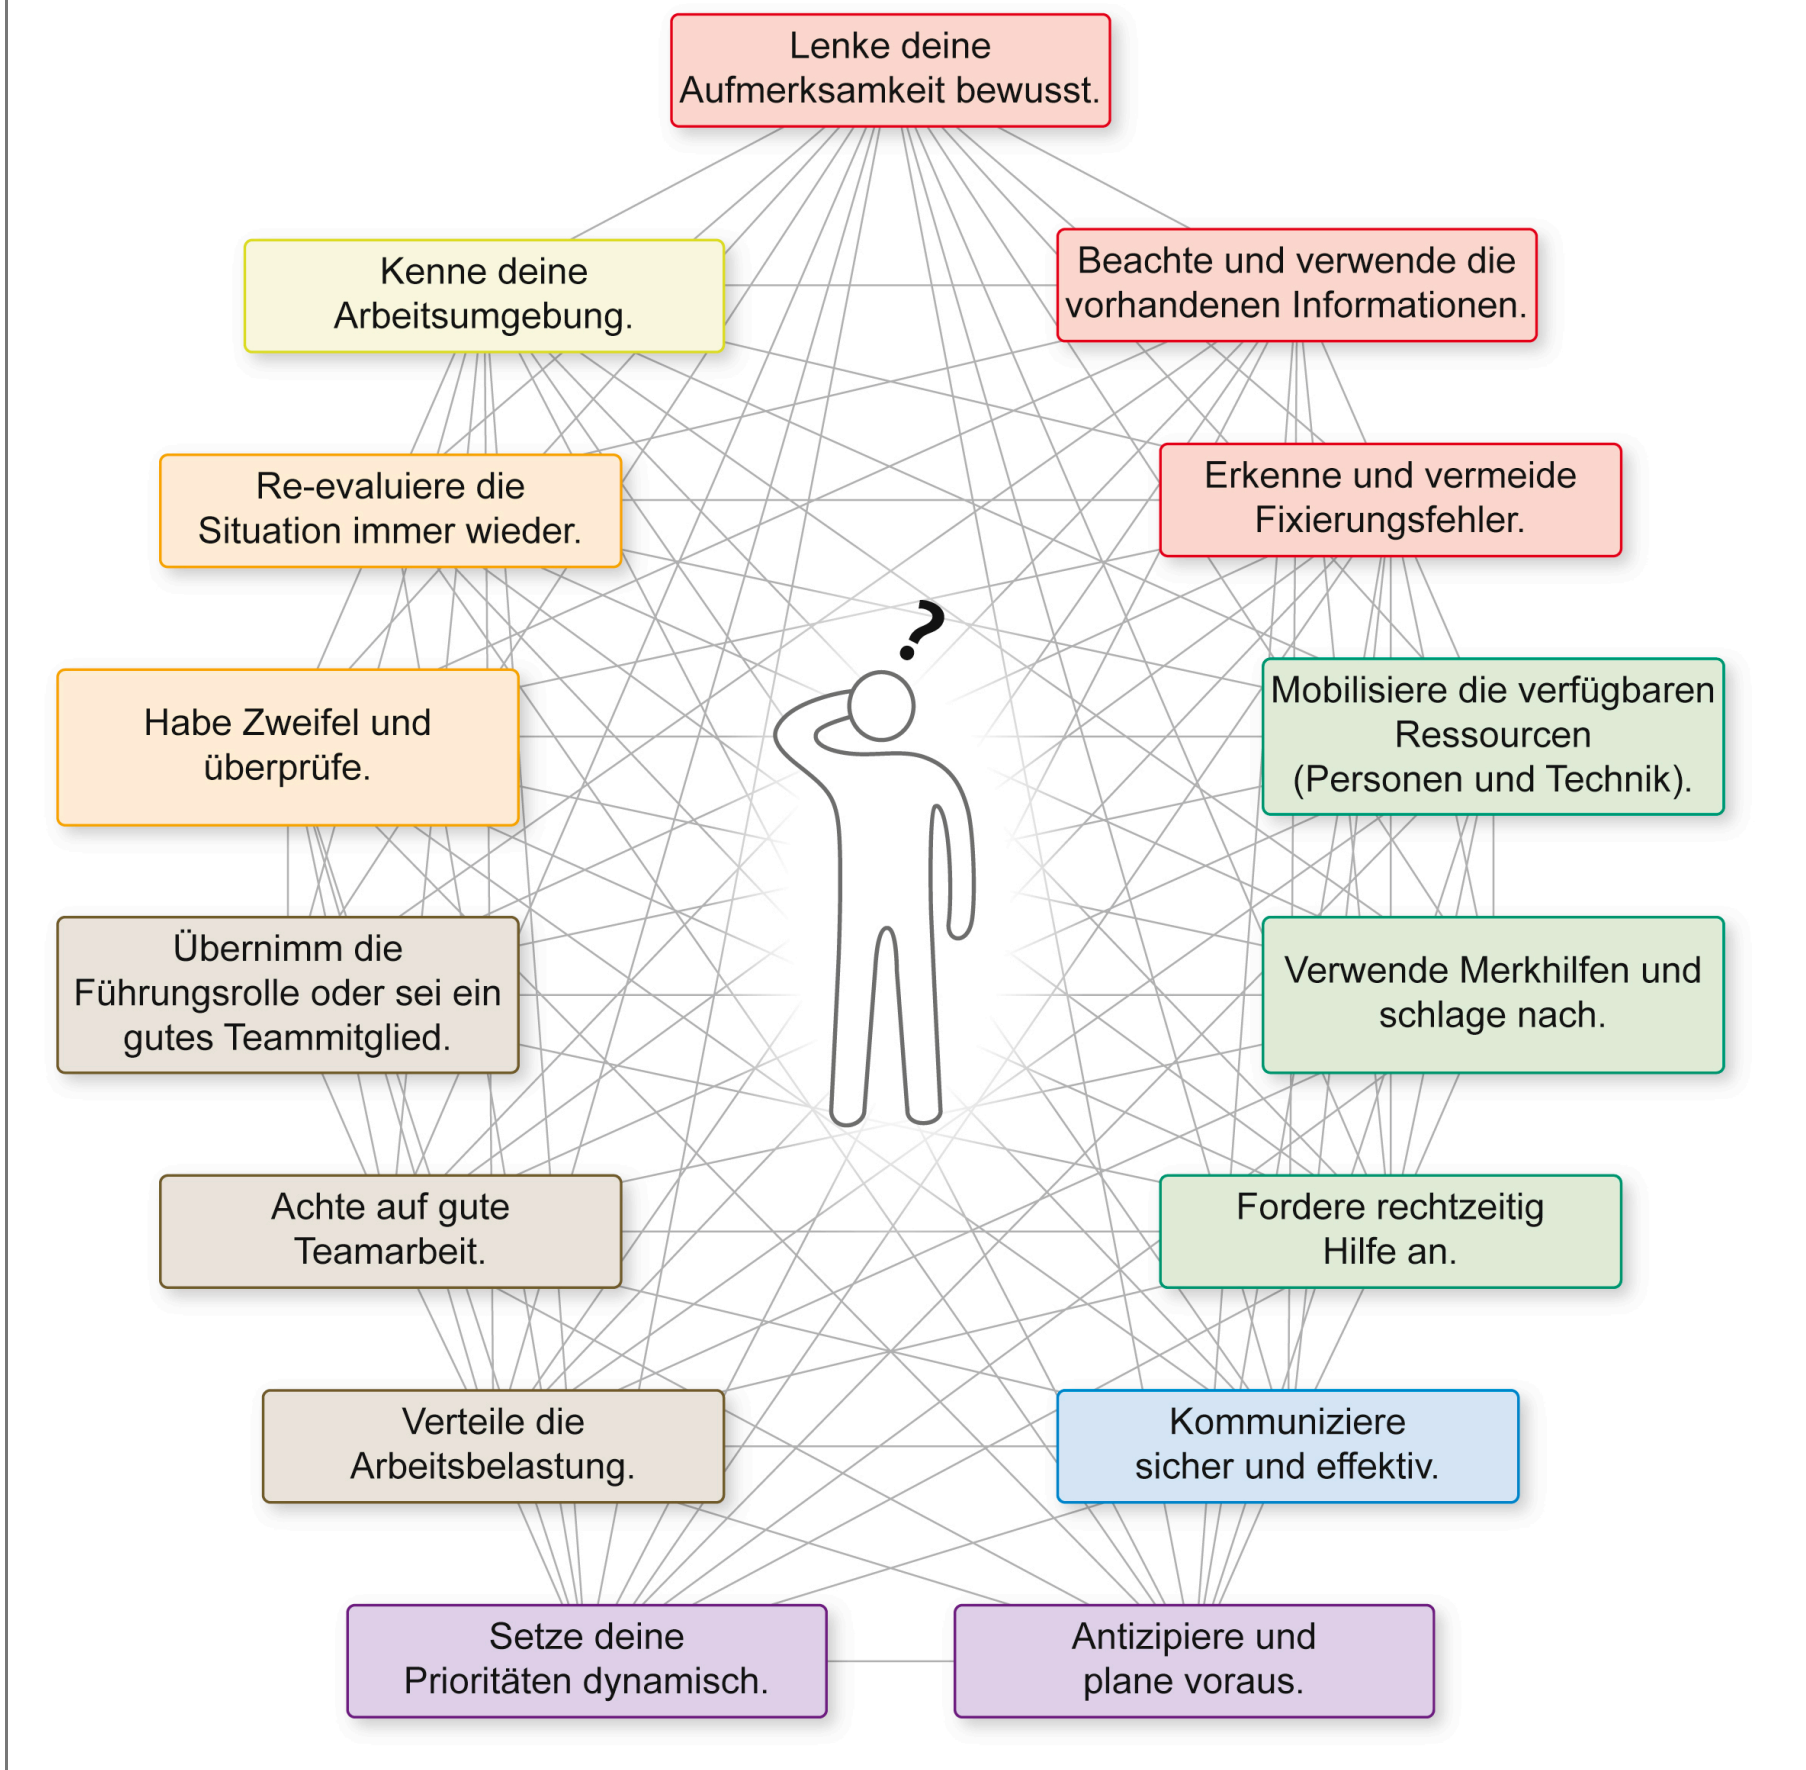 Lenke deine
Aufmerksamkeit bewusst.
Kenne deine
Arbeitsumgebung.
Beachte und verwende die
vorhandenen Informationen.
Re-evaluiere die
Situation immer wieder.
Erkenne und vermeide
Fixierungsfehler.
?
Habe Zweifel und
überprüfe.
Mobilisiere die verfügbaren
Ressourcen
(Personen und Technik).
Übernimm die
Führungsrolle oder sei ein
gutes Teammitglied.
Verwende Merkhilfen und
schlage nach.
Achte auf gute
Teamarbeit.
Fordere rechtzeitig
Hilfe an.
Verteile die
Arbeitsbelastung.
Kommuniziere
sicher und effektiv.
Setze deine
Prioritäten dynamisch.
Antizipiere und
plane voraus.